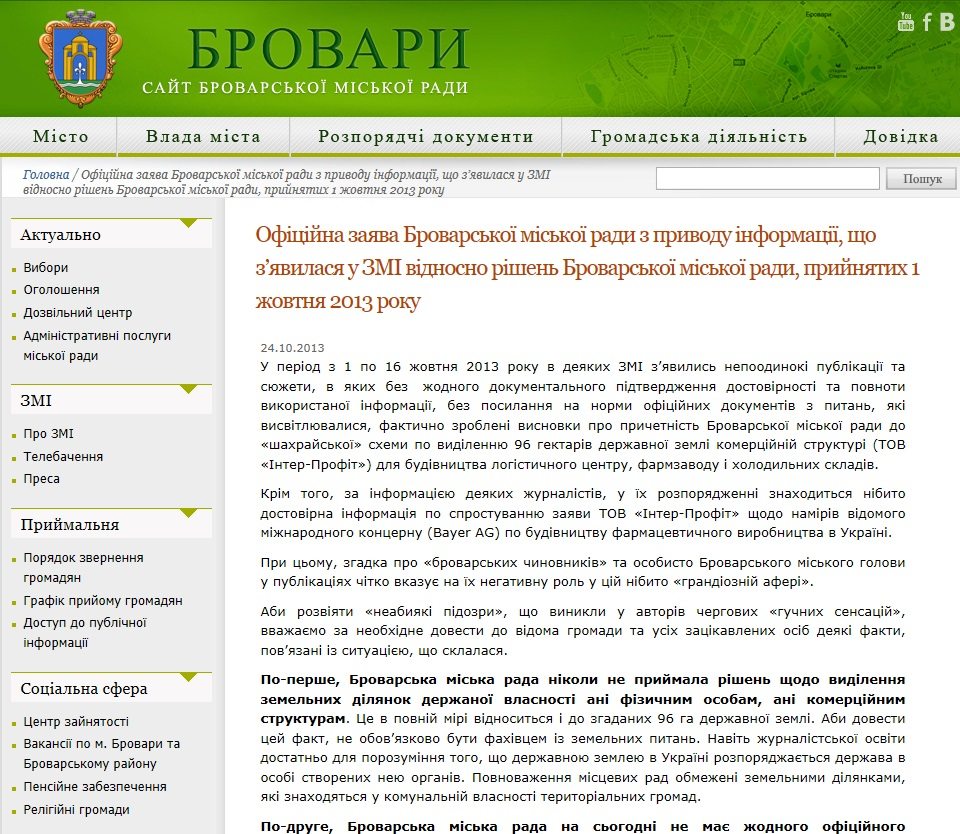 БРОВАРИ
САЙТ БРОВАРСЬКОЇ МІСЬКОЇ РАДИ
Бровари
You
Tube
Місто
Влада міста
Розпорядчі документи
Громадська діяльність
Довідка
Головна / Офіційна заява Броварської міської ради з приводу інформації, що з’явилася у ЗМІ
відносно рішень Броварської міської ради, прийнятих 1 жовтня 2013 року
Пошук
Актуально
Вибори
Оголошення
Дозвільний центр
Адміністративні послуги
міської ради
ЗМІ
Про ЗМІ
Телебачення
Преса
Приймальня
Порядок звернення
громадян
Графік прийому громадян
Доступ до публічної
інформації
Соціальна сфера
Центр зайнятості
Вакансії по м. Бровари та
Броварському району
Пенсійне забезпечення
Релігійні громади
Офіційна заява Броварської міської ради з приводу інформації, що
з’явилася у ЗМІ відносно рішень Броварської міської ради, прийнятих 1
жовтня 2013 року
24.10.2013
У період з 1 по 16 жовтня 2013 року в деяких ЗМІ з’явились непоодинокі публікації та
сюжети, в яких без жодного документального підтвердження достовірності та повноти
використаної інформації, без посилання на норми офіційних документів з питань, які
висвітлювалися, фактично зроблені висновки про причетність Броварської міської ради до
«шахрайської» схеми по виділенню 96 гектарів державної землі комерційній структурі (ТОВ
«Інтер-Профіт») для будівництва логістичного центру, фармзаводу і холодильних складів.
Крім того, за інформацією деяких журналістів, у їх розпорядженні знаходиться нібито
достовірна інформація по спростуванню заяви ТОВ «Інтер-Профіт» щодо намірів відомого
міжнародного концерну (Bayer AG) по будівництву фармацевтичного виробництва в Україні.
При цьому, згадка про «броварських чиновників» та особисто Броварського міського голови
у публікаціях чітко вказує на їх негативну роль у цій нібито «грандіозній афері».
Аби розвіяти «неабиякі підозри», що виникли у авторів чергових «гучних сенсацій»,
вважаємо за необхідне довести до відома громади та усіх зацікавлених осіб деякі факти,
пов’язані із ситуацією, що склалася.
По-перше, Броварська міська рада ніколи не приймала рішень щодо виділення
земельних ділянок держаної власності ані фізичним особам, ані комерційним
структурам. Це в повній мірі відноситься і до згаданих 96 га державної землі. Аби довести
цей факт, не обов’язково бути фахівцем із земельних питань. Навіть журналістської освіти
достатньо для порозуміння того, що державною землею в Україні розпоряджається держава в
особі створених нею органів. Повноваження місцевих рад обмежені земельними ділянками,
які знаходяться у комунальній власності територіальних громад.
По-друге, Броварська міська рада на сьогодні не має жодного офіційного